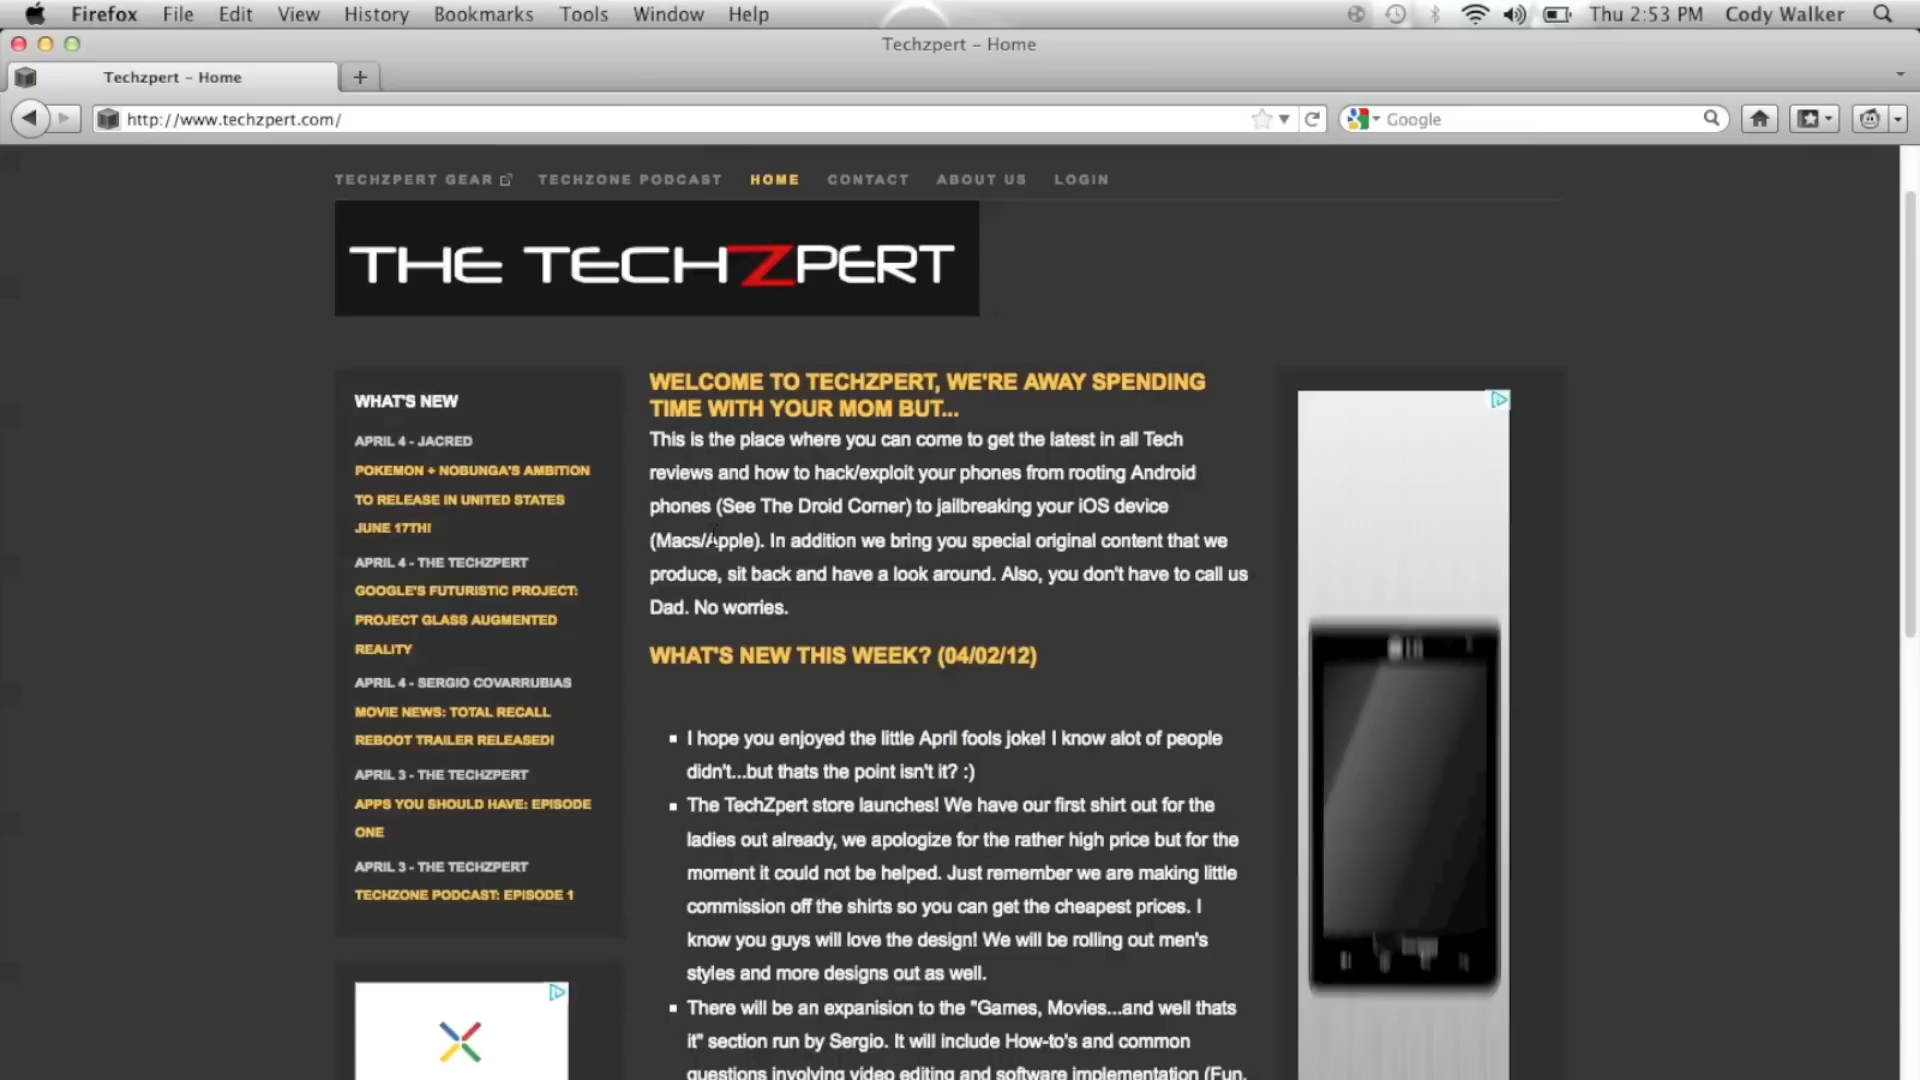 Firefox File Edit View History Bookmarks Tools Window Help Thu 2:53 PM Cody Walker
Techzpert – Home
Techzpert – Home
http://www.techzpert.com/ Google
TECHZPERT GEAR TECHZONE PODCAST HOME CONTACT ABOUT US LOGIN
THE TECHZPERT
WHAT'S NEW
APRIL 4 - JACRED
POKEMON + NOBUNGA'S AMBITION
TO RELEASE IN UNITED STATES
JUNE 17TH!
APRIL 4 - THE TECHZPERT
GOOGLE'S FUTURISTIC PROJECT:
PROJECT GLASS AUGMENTED
REALITY
APRIL 4 - SERGIO COVARRUBIAS
MOVIE NEWS: TOTAL RECALL
REBOOT TRAILER RELEASED!
APRIL 3 - THE TECHZPERT
APPS YOU SHOULD HAVE: EPISODE
ONE
APRIL 3 - THE TECHZPERT
TECHZONE PODCAST: EPISODE 1
WELCOME TO TECHZPERT, WE'RE AWAY SPENDING
TIME WITH YOUR MOM BUT...
This is the place where you can come to get the latest in all Tech
reviews and how to hack/exploit your phones from rooting Android
phones (See The Droid Corner) to jailbreaking your iOS device
(Macs/Apple). In addition we bring you special original content that we
produce, sit back and have a look around. Also, you don't have to call us
Dad. No worries.
WHAT'S NEW THIS WEEK? (04/02/12)
I hope you enjoyed the little April fools joke! I know alot of people
didn't...but thats the point isn't it? :)
The TechZpert store launches! We have our first shirt out for the
ladies out already, we apologize for the rather high price but for the
moment it could not be helped. Just remember we are making little
commission off the shirts so you can get the cheapest prices. I
know you guys will love the design! We will be rolling out men's
styles and more designs out as well.
There will be an expanision to the "Games, Movies...and well thats
it" section run by Sergio. It will include How-to's and common
questions involving video editing and software implementation (Fun,